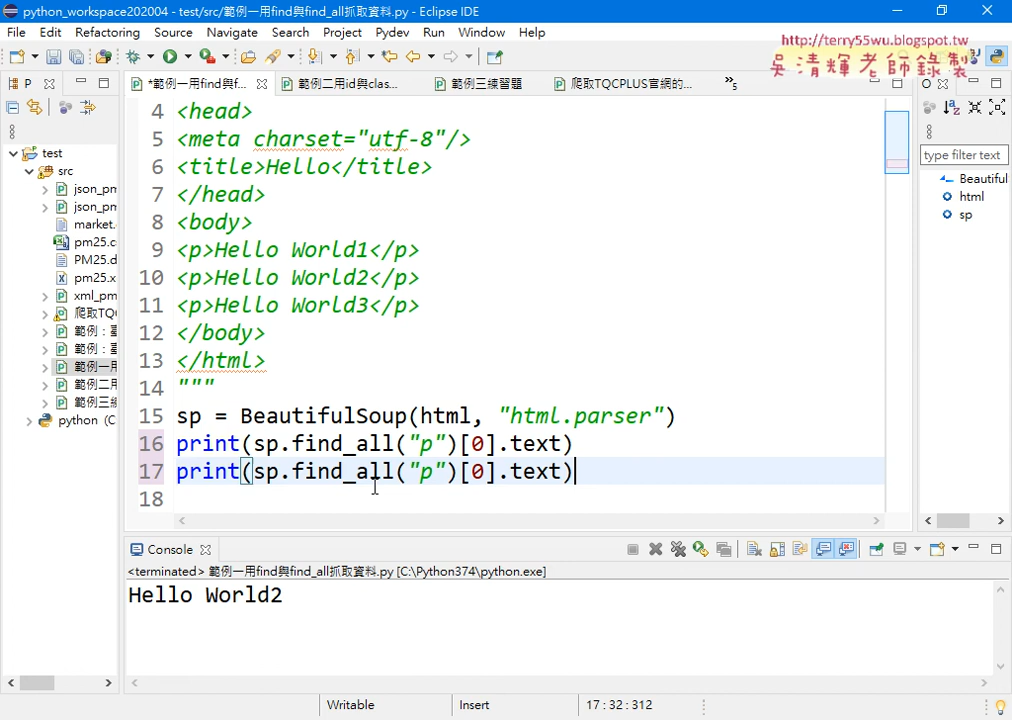 python_workspace202004 - test/src/範例一用find與find_all抓取資料.py - Eclipse IDE
File Edit Refactoring Source Navigate Search Project Pydev Run Window Help
http://terry55wu.blogspot.tw
吳清輝老師錄製
P
*範例一用find與f...
範例二用id與clas...
範例三練習題
爬取TQCPLUS官網的...
»5
O
test
src
json_pm
json_pm
market.
pm25.c
PM25.d
pm25.x
xml_pm
爬取TQ
範例：臺
範例：臺
範例一用
範例二用
範例三練
python (C
4 <head>
5 <meta charset="utf-8"/>
6 <title>Hello</title>
7 </head>
8 <body>
9 <p>Hello World1</p>
10 <p>Hello World2</p>
11 <p>Hello World3</p>
12 </body>
13 </html>
14 """
15 sp = BeautifulSoup(html, "html.parser")
16 print(sp.find_all("p")[0].text)
17 print(sp.find_all("p")[0].text)
18
type filter text
Beautiful
html
sp
Console
<terminated> 範例一用find與find_all抓取資料.py [C:\Python374\python.exe]
Hello World2
Writable
Insert
17 : 32 : 312